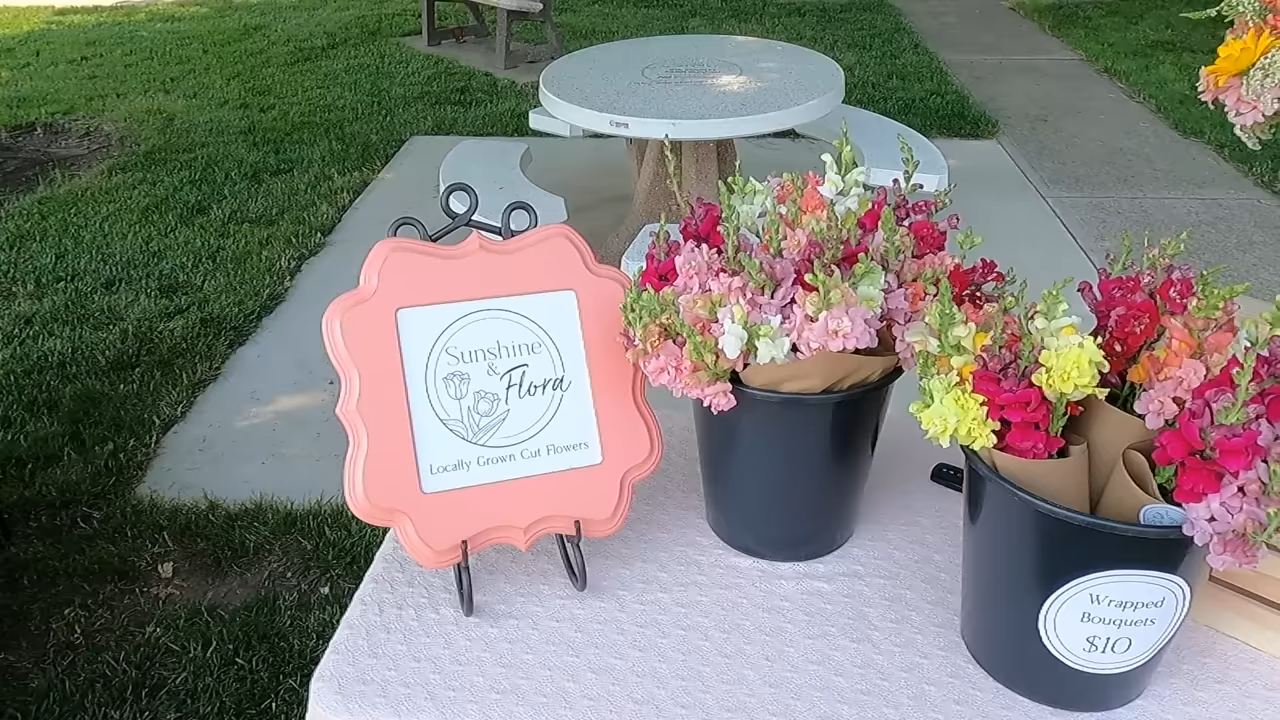 Sunshine
&
Flora
Locally Grown Cut Flowers
Wrapped
Bouquets
$10